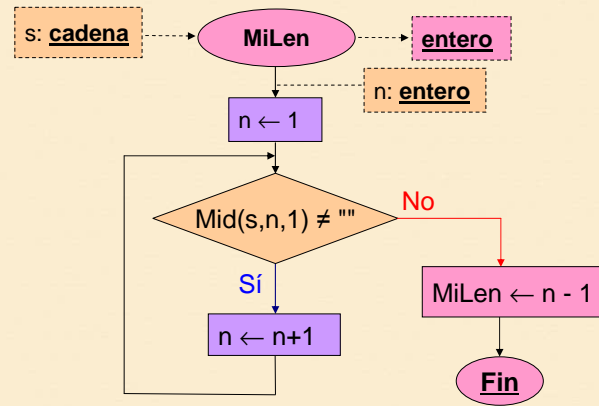 s: cadena
MiLen
entero
n: entero
n ← 1
Mid(s,n,1) ≠ ""
No
Sí
MiLen ← n - 1
n ← n+1
Fin